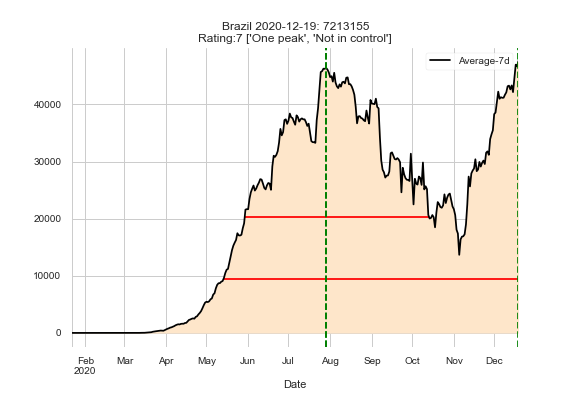 Brazil 2020-12-19: 7213155
Rating:7 ['One peak', 'Not in control']
Average-7d
40000
30000
20000
10000
0
Feb Mar Apr May Jun Jul Aug Sep Oct Nov Dec
2020
Date